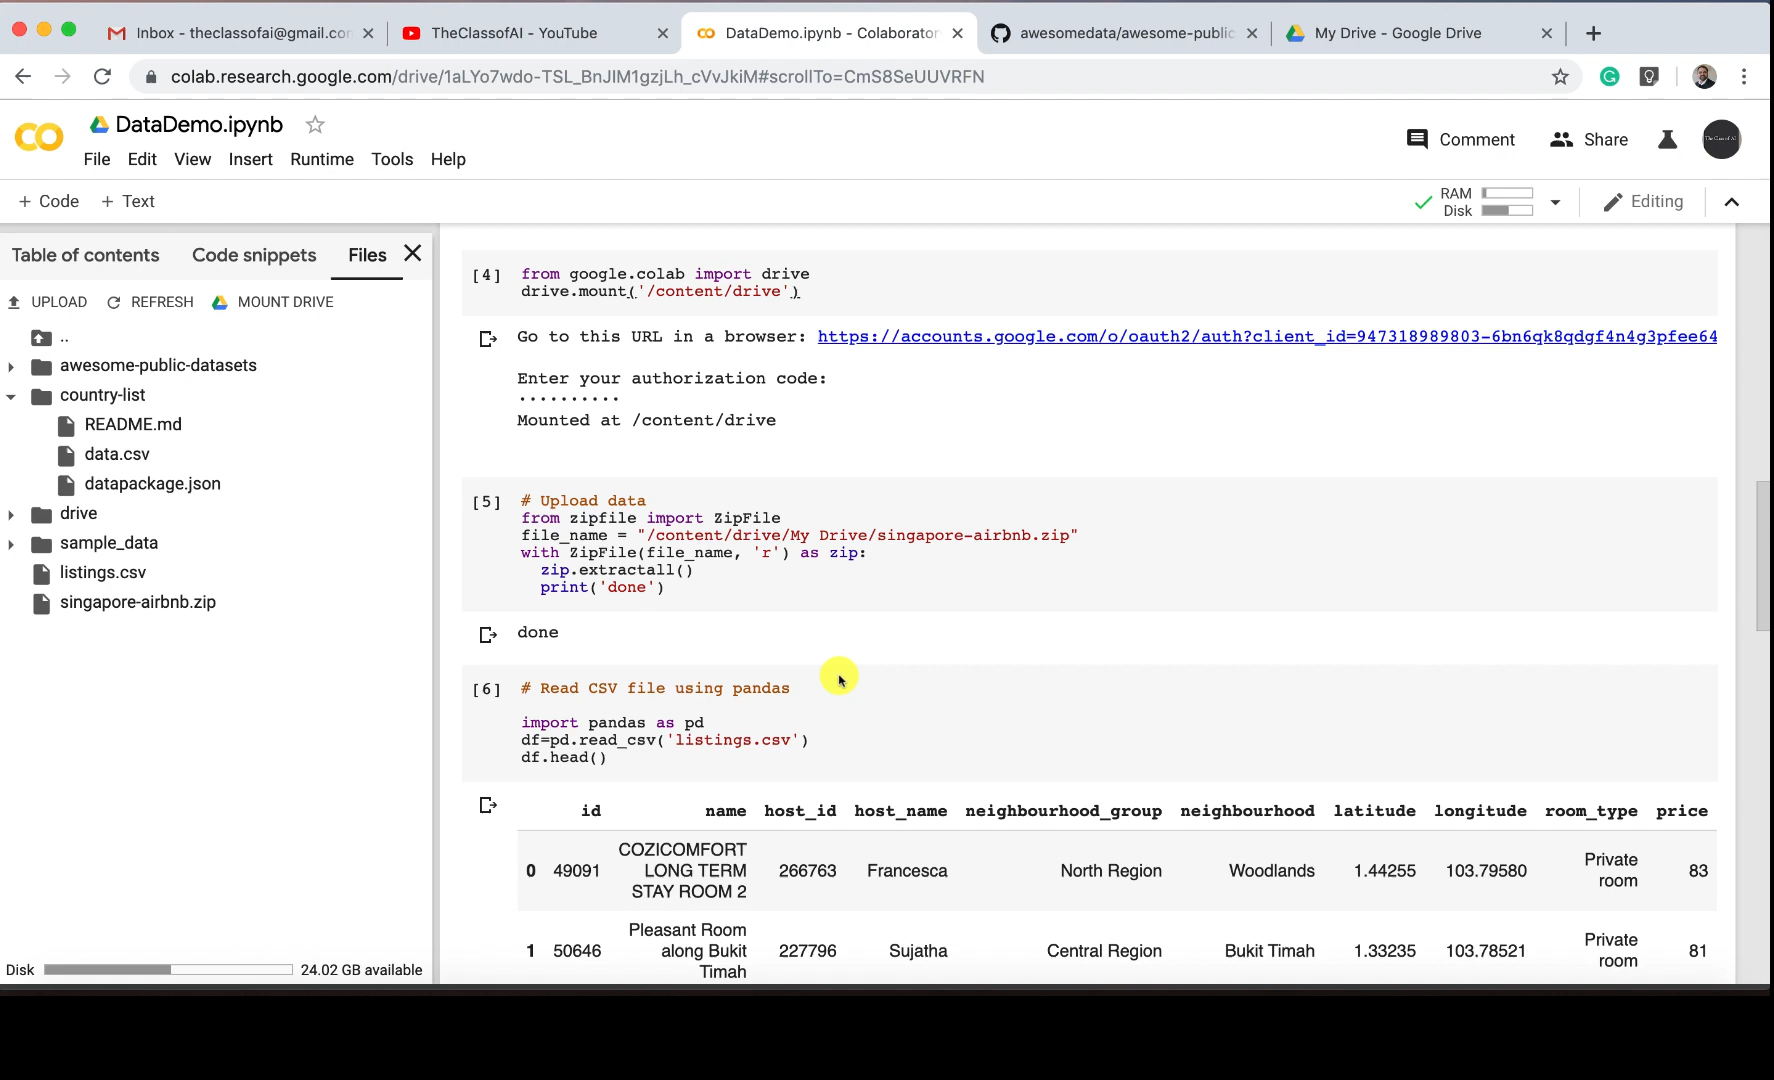 Inbox - theclassofai@gmail.co
TheClassofAI - YouTube
DataDemo.ipynb - Colaborator
awesomedata/awesome-public
My Drive - Google Drive
colab.research.google.com/drive/1aLYo7wdo-TSL_BnJIM1gzjLh_cVvJkiM#scrollTo=CmS8SeUUVRFN
CO DataDemo.ipynb
File Edit View Insert Runtime Tools Help
Comment Share
+ Code + Text
RAM
Disk
Editing
Table of contents Code snippets Files
UPLOAD REFRESH MOUNT DRIVE
..
awesome-public-datasets
country-list
README.md
data.csv
datapackage.json
drive
sample_data
listings.csv
singapore-airbnb.zip
Disk 24.02 GB available
[4] from google.colab import drive
drive.mount('/content/drive')
Go to this URL in a browser: https://accounts.google.com/o/oauth2/auth?client_id=947318989803-6bn6qk8qdgf4n4g3pfee64
Enter your authorization code:
··········
Mounted at /content/drive
[5] # Upload data
from zipfile import ZipFile
file_name = "/content/drive/My Drive/singapore-airbnb.zip"
with ZipFile(file_name, 'r') as zip:
zip.extractall()
print('done')
done
[6] # Read CSV file using pandas
import pandas as pd
df=pd.read_csv('listings.csv')
df.head()
id name host_id host_name neighbourhood_group neighbourhood latitude longitude room_type price
0 49091 COZICOMFORT LONG TERM STAY ROOM 2 266763 Francesca North Region Woodlands 1.44255 103.79580 Private room 83
1 50646 Pleasant Room along Bukit Timah 227796 Sujatha Central Region Bukit Timah 1.33235 103.78521 Private room 81